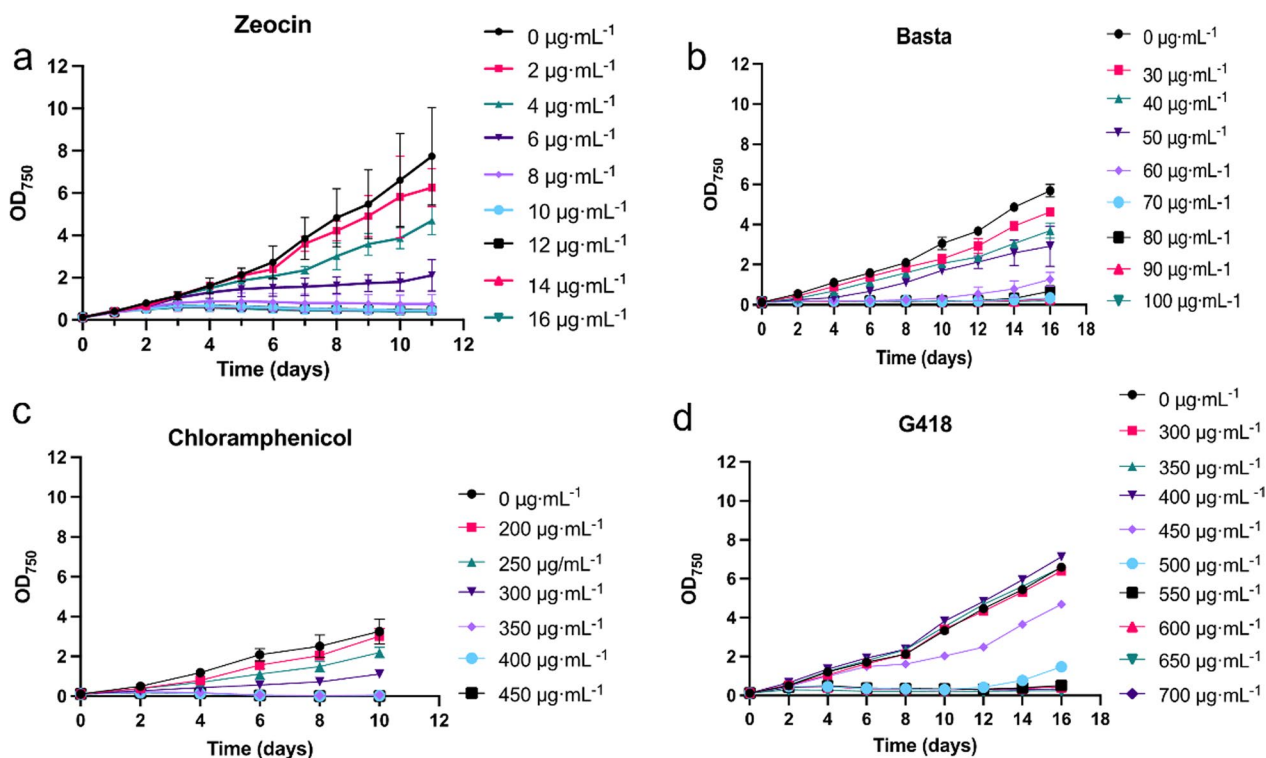 a
Zeocin
OD750
12
10
8
6
4
2
0
0 2 4 6 8 10 12
Time (days)
0 µg·mL-1
2 µg·mL-1
4 µg·mL-1
6 µg·mL-1
8 µg·mL-1
10 µg·mL-1
12 µg·mL-1
14 µg·mL-1
16 µg·mL-1
b
Basta
OD750
12
10
8
6
4
2
0
0 2 4 6 8 10 12 14 16 18
Time (days)
0 µg·mL-1
30 µg·mL-1
40 µg·mL-1
50 µg·mL-1
60 µg·mL-1
70 µg·mL-1
80 µg·mL-1
90 µg·mL-1
100 µg·mL-1
c
Chloramphenicol
OD750
12
10
8
6
4
2
0
0 2 4 6 8 10 12
Time (days)
0 µg·mL-1
200 µg·mL-1
250 µg/mL-1
300 µg·mL-1
350 µg·mL-1
400 µg·mL-1
450 µg·mL-1
d
G418
OD750
12
10
8
6
4
2
0
0 2 4 6 8 10 12 14 16 18
Time (days)
0 µg·mL-1
300 µg·mL-1
350 µg·mL-1
400 µg·mL-1
450 µg·mL-1
500 µg·mL-1
550 µg·mL-1
600 µg·mL-1
650 µg·mL-1
700 µg·mL-1